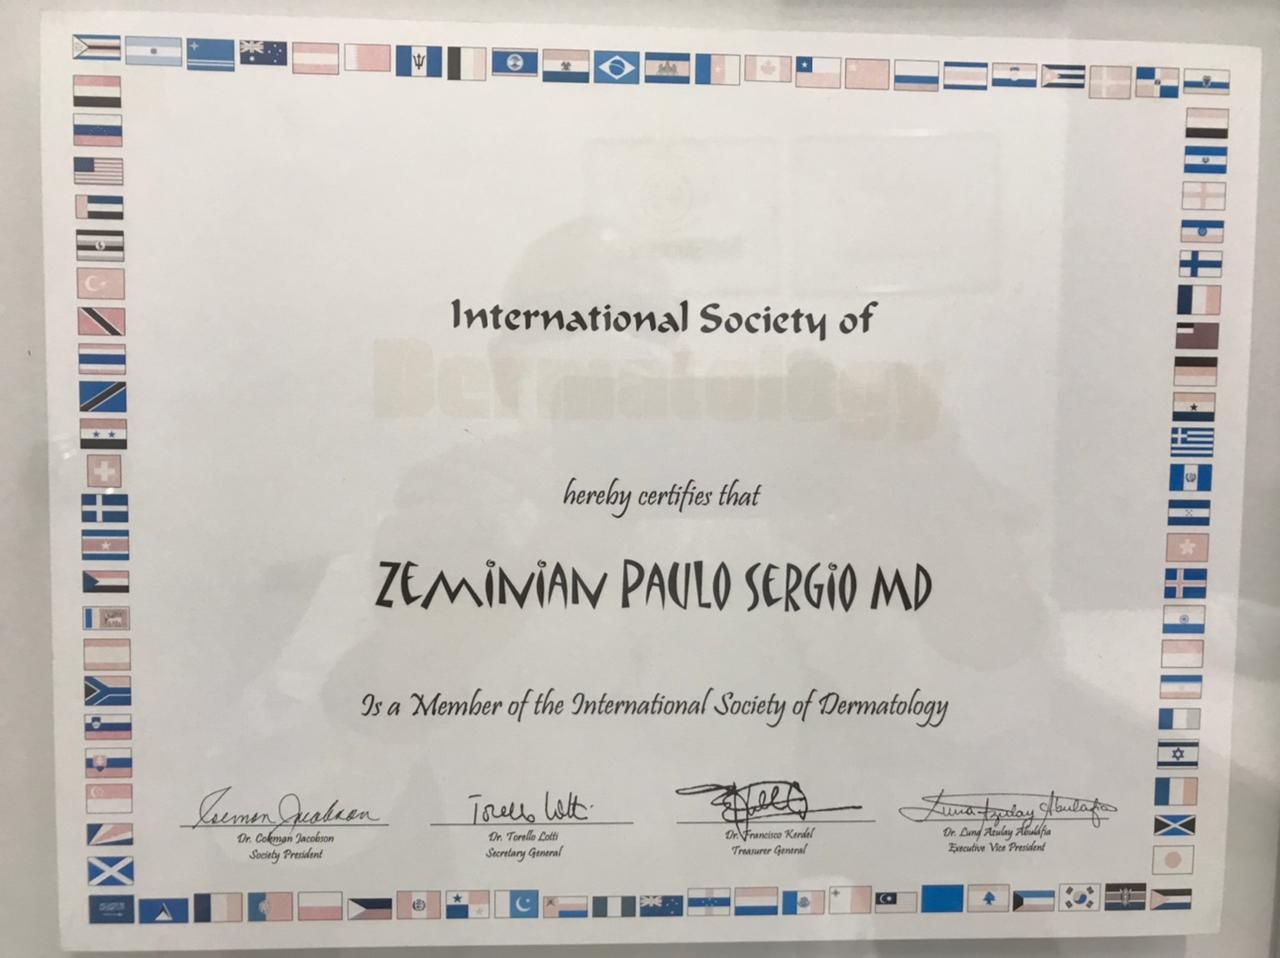 International Society of
Dermatology
hereby certifies that
ZEMINIAN PAULO SERGIO MD
Is a Member of the International Society of Dermatology
Dr. Coleman Jacobson
Society President
Dr. Torello Lotti
Secretary General
Dr. Francisco Kerdel
Treasurer General
Dr. Luna Azulay Abulafia
Executive Vice President